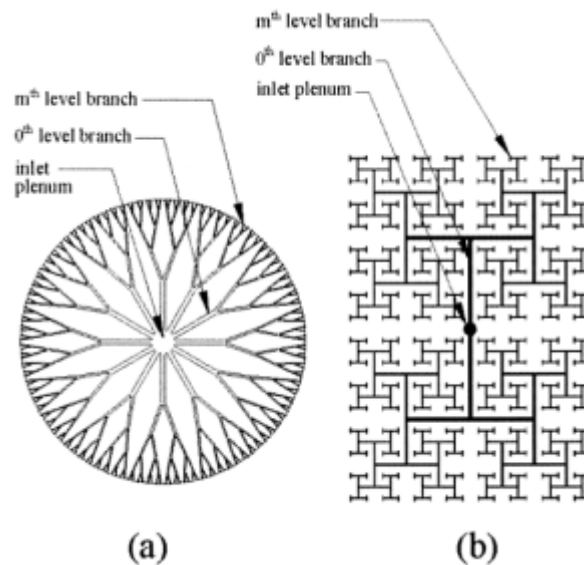 mth level branch
0th level branch
inlet
plenum
mth level branch
0th level branch
inlet plenum
(a)
(b)